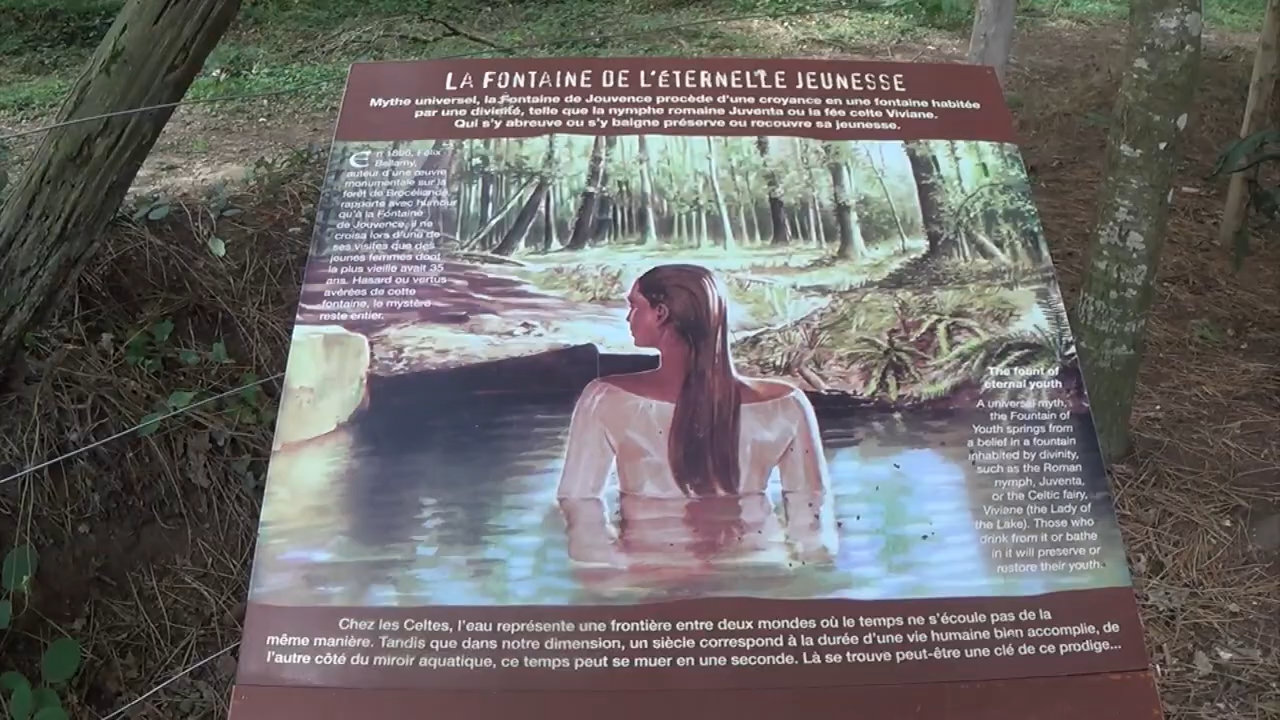 LA FONTAINE DE L'ÉTERNELLE JEUNESSE
Mythe universel, la Fontaine de Jouvence procède d'une croyance en une fontaine habitée
par une divinité, telle que la nymphe romaine Juventa ou la fée celte Viviane.
Qui s'y abreuve ou s'y baigne préserve ou recouvre sa jeunesse.
En 1896, Félix
Bellamy,
auteur d'une œuvre
monumentale sur la
forêt de Brocéliande,
rapporte avec humour
qu'à la Fontaine
de Jouvence, il ne
croisa lors d'une de
ses visites que des
jeunes femmes dont
la plus vieille avait 35
ans. Hasard ou vertus
avérées de cette
fontaine, le mystère
reste entier.
The fount of
eternal youth
A universal myth,
the Fountain of
Youth springs from
a belief in a fountain
inhabited by divinity,
such as the Roman
nymph, Juventa,
or the Celtic fairy,
Viviane (the Lady of
the Lake). Those who
drink from it or bathe
in it will preserve or
restore their youth.
Chez les Celtes, l'eau représente une frontière entre deux mondes où le temps ne s'écoule pas de la
même manière. Tandis que dans notre dimension, un siècle correspond à la durée d'une vie humaine bien accomplie, de
l'autre côté du miroir aquatique, ce temps peut se muer en une seconde. Là se trouve peut-être une clé de ce prodige...